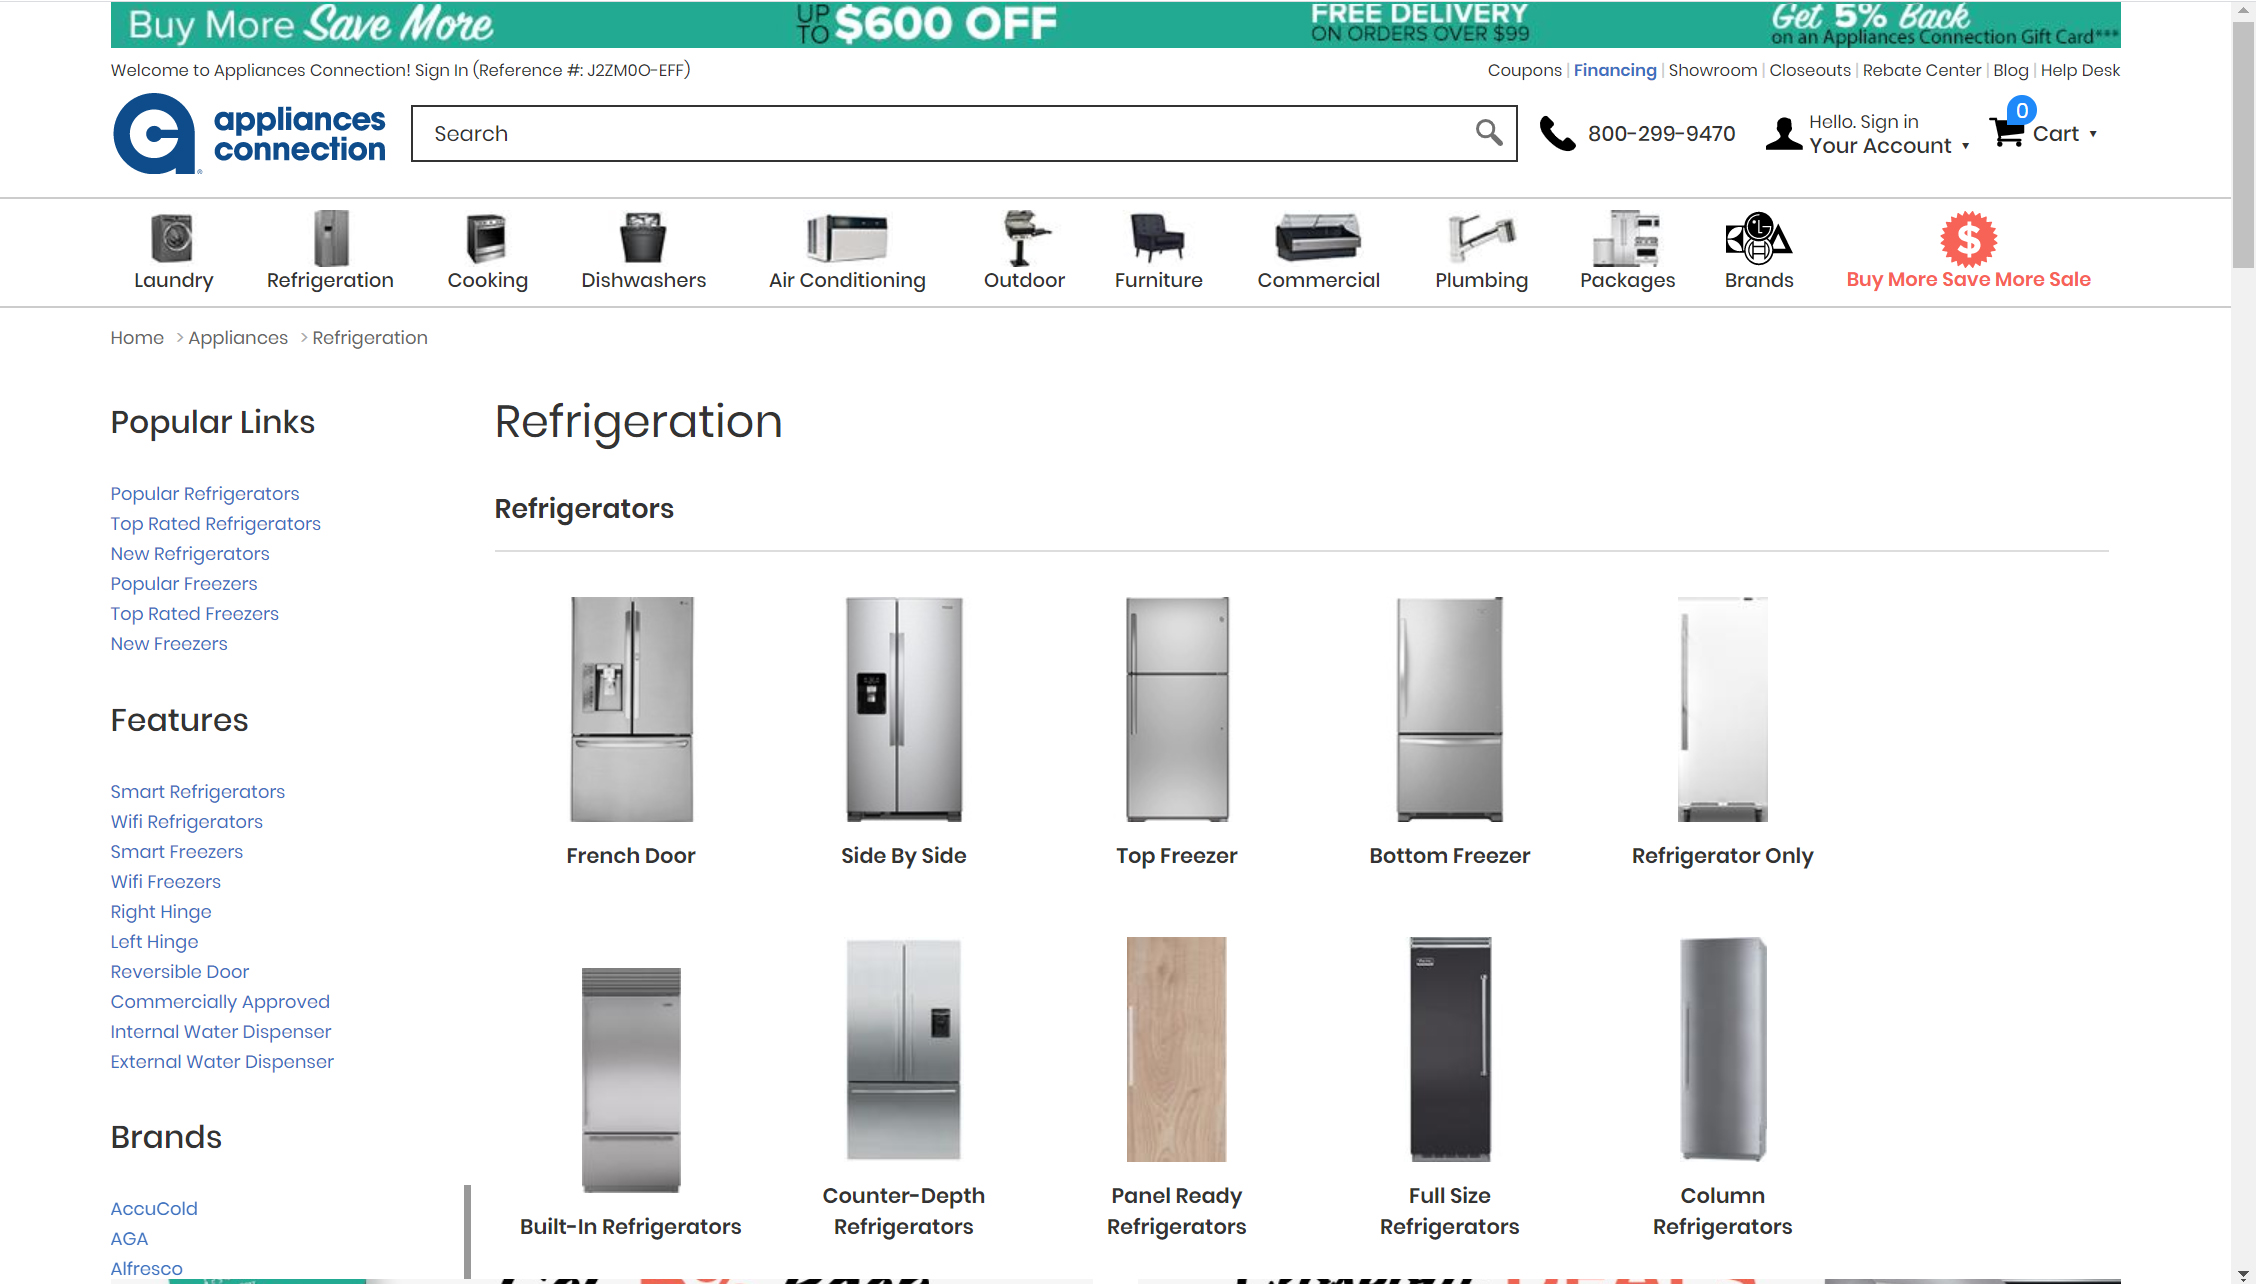 Buy More Save More
UP TO $600 OFF
FREE DELIVERY
ON ORDERS OVER $99
Get 5% Back
on an Appliances Connection Gift Card***
Welcome to Appliances Connection! Sign In (Reference #: J2ZM0O-EFF)
Coupons | Financing | Showroom | Closeouts | Rebate Center | Blog | Help Desk
appliances
connection
Search
800-299-9470
Hello. Sign in
Your Account
0
Cart
Laundry
Refrigeration
Cooking
Dishwashers
Air Conditioning
Outdoor
Furniture
Commercial
Plumbing
Packages
Brands
$
Buy More Save More Sale
Home > Appliances > Refrigeration
Popular Links
Popular Refrigerators
Top Rated Refrigerators
New Refrigerators
Popular Freezers
Top Rated Freezers
New Freezers
Features
Smart Refrigerators
Wifi Refrigerators
Smart Freezers
Wifi Freezers
Right Hinge
Left Hinge
Reversible Door
Commercially Approved
Internal Water Dispenser
External Water Dispenser
Brands
AccuCold
AGA
Alfresco
Refrigeration
Refrigerators
French Door
Side By Side
Top Freezer
Bottom Freezer
Refrigerator Only
Built-In Refrigerators
Counter-Depth
Refrigerators
Panel Ready
Refrigerators
Full Size
Refrigerators
Column
Refrigerators